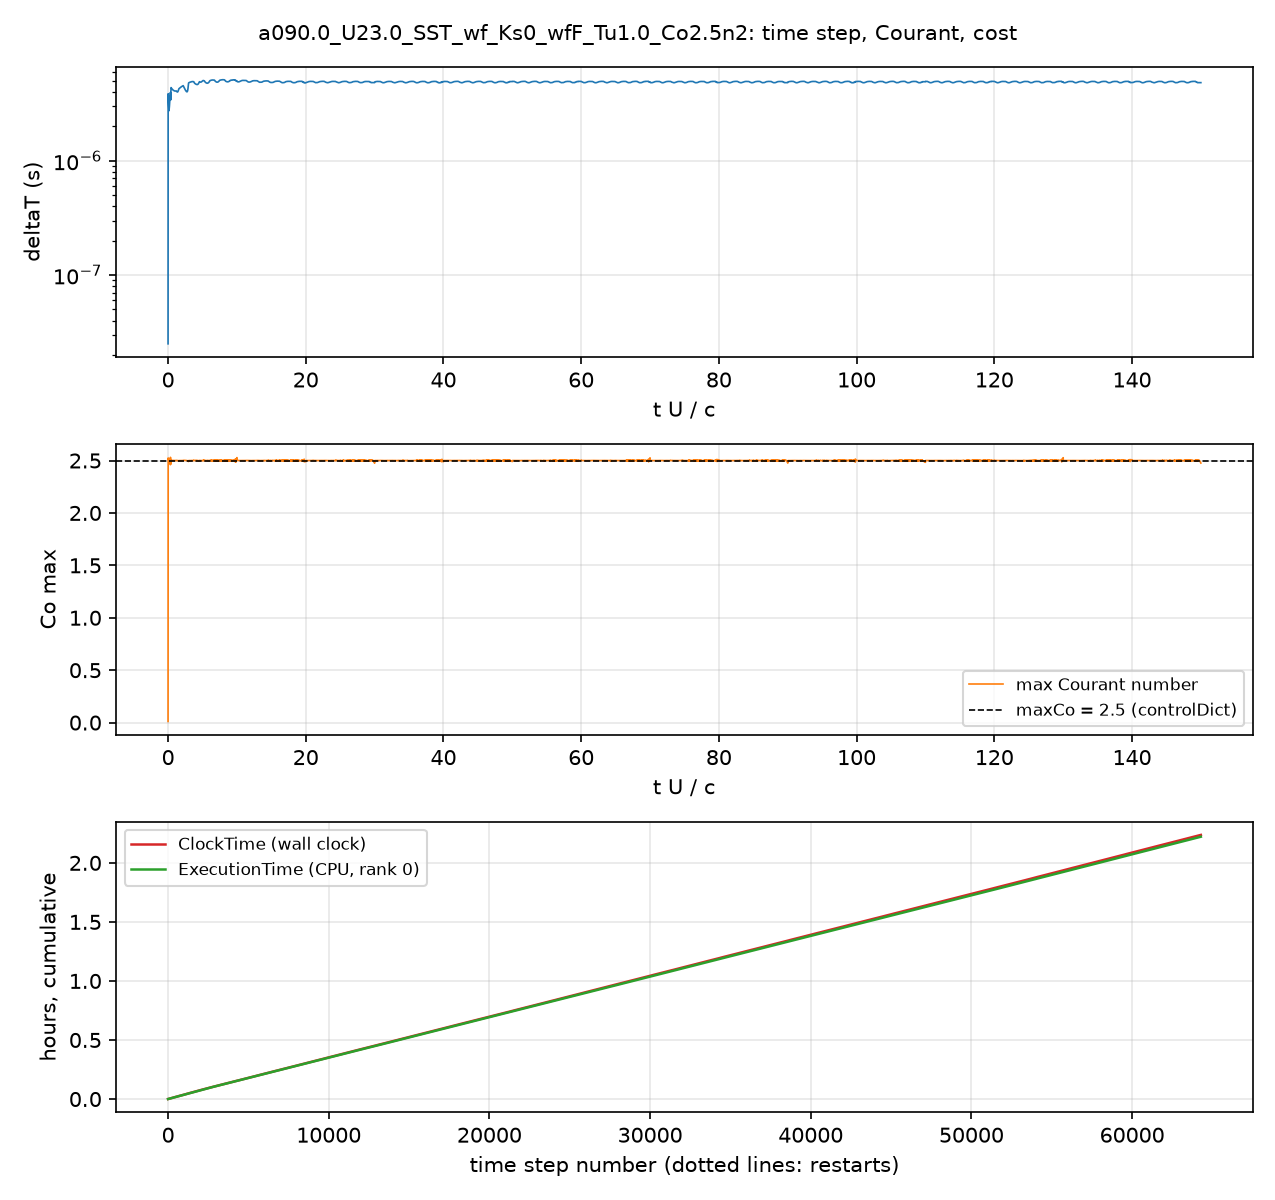 a090.0_U23.0_SST_wf_Ks0_wfF_Tu1.0_Co2.5n2: time step, Courant, cost
deltaT (s)
10⁻⁶
10⁻⁷
0 20 40 60 80 100 120 140
t U / c
Co max
2.5
2.0
1.5
1.0
0.5
0.0
max Courant number
maxCo = 2.5 (controlDict)
0 20 40 60 80 100 120 140
t U / c
hours, cumulative
2.0
1.5
1.0
0.5
0.0
ClockTime (wall clock)
ExecutionTime (CPU, rank 0)
0 10000 20000 30000 40000 50000 60000
time step number (dotted lines: restarts)